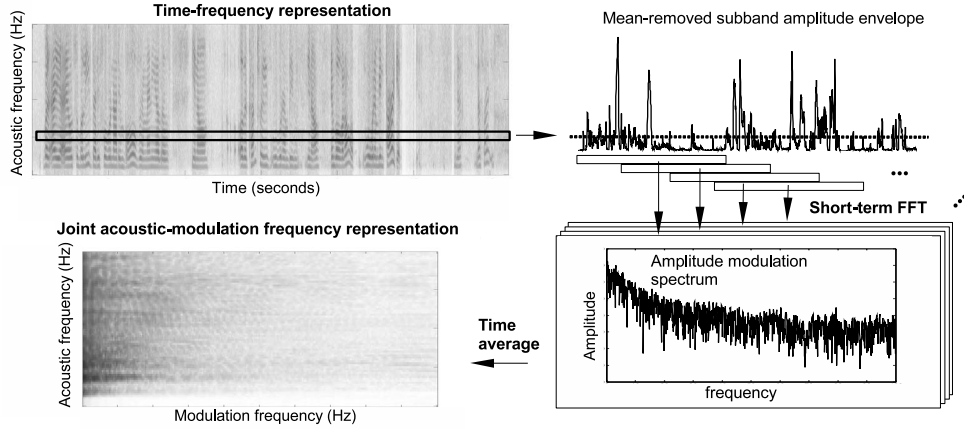 Time-frequency representation
Acoustic frequency (Hz)
Time (seconds)
Mean-removed subband amplitude envelope
Short-term FFT
Joint acoustic-modulation frequency representation
Acoustic frequency (Hz)
Modulation frequency (Hz)
Time
average
Amplitude modulation
spectrum
Amplitude
frequency